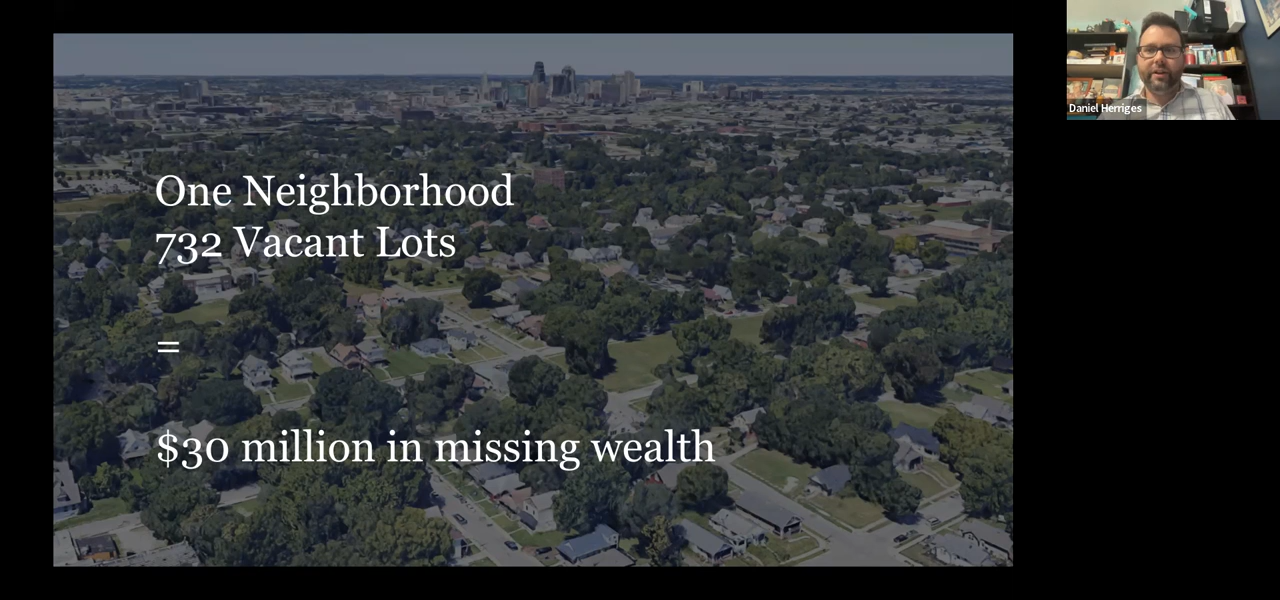 One Neighborhood
732 Vacant Lots
=
$30 million in missing wealth
Daniel Herriges